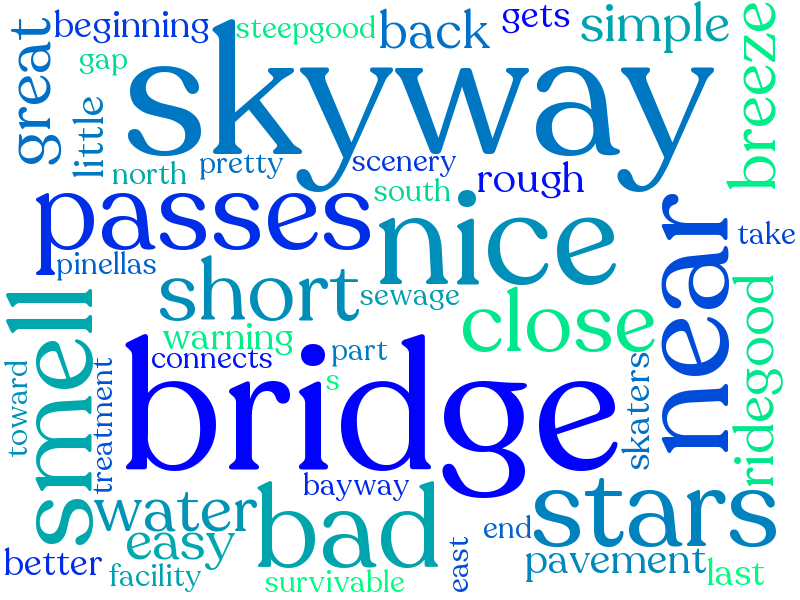 beginning
steepgood
back
gets
simple
breeze
great
gap
skyway
little
north
pretty
scenery
south
rough
passes
nice
near
take
pinellas
short
sewage
close
smell
warning
connects
part
s
bridge
skaters
ridegood
toward
treatment
bayway
water
bad
end
stars
easy
better
facility
survivable
east
pavement
last